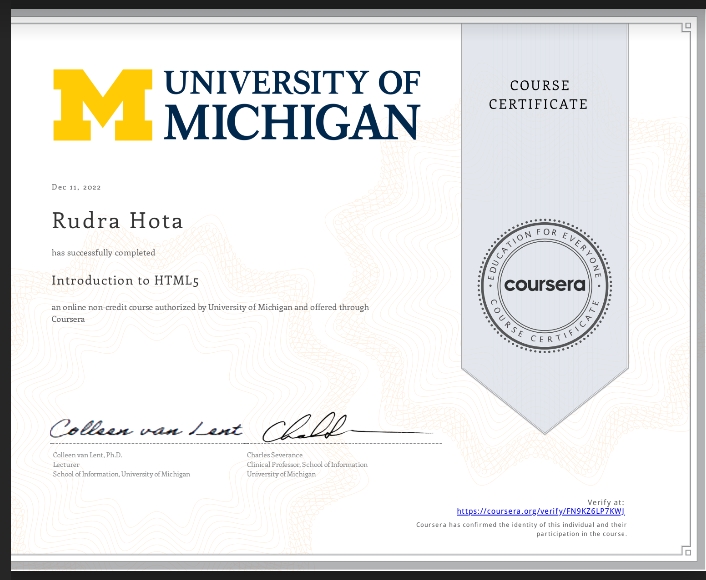 UNIVERSITY OF
MICHIGAN
COURSE
CERTIFICATE
Dec 11, 2022
Rudra Hota
has successfully completed
Introduction to HTML5
an online non-credit course authorized by University of Michigan and offered through
Coursera
EDUCATION FOR EVERYONE
coursera
COURSE CERTIFICATE
Colleen van Lent
Colleen van Lent, Ph.D.
Lecturer
School of Information, University of Michigan
Charles Severance
Clinical Professor, School of Information
University of Michigan
Verify at:
https://coursera.org/verify/FN9KZ6LP7KWJ
Coursera has confirmed the identity of this individual and their
participation in the course.